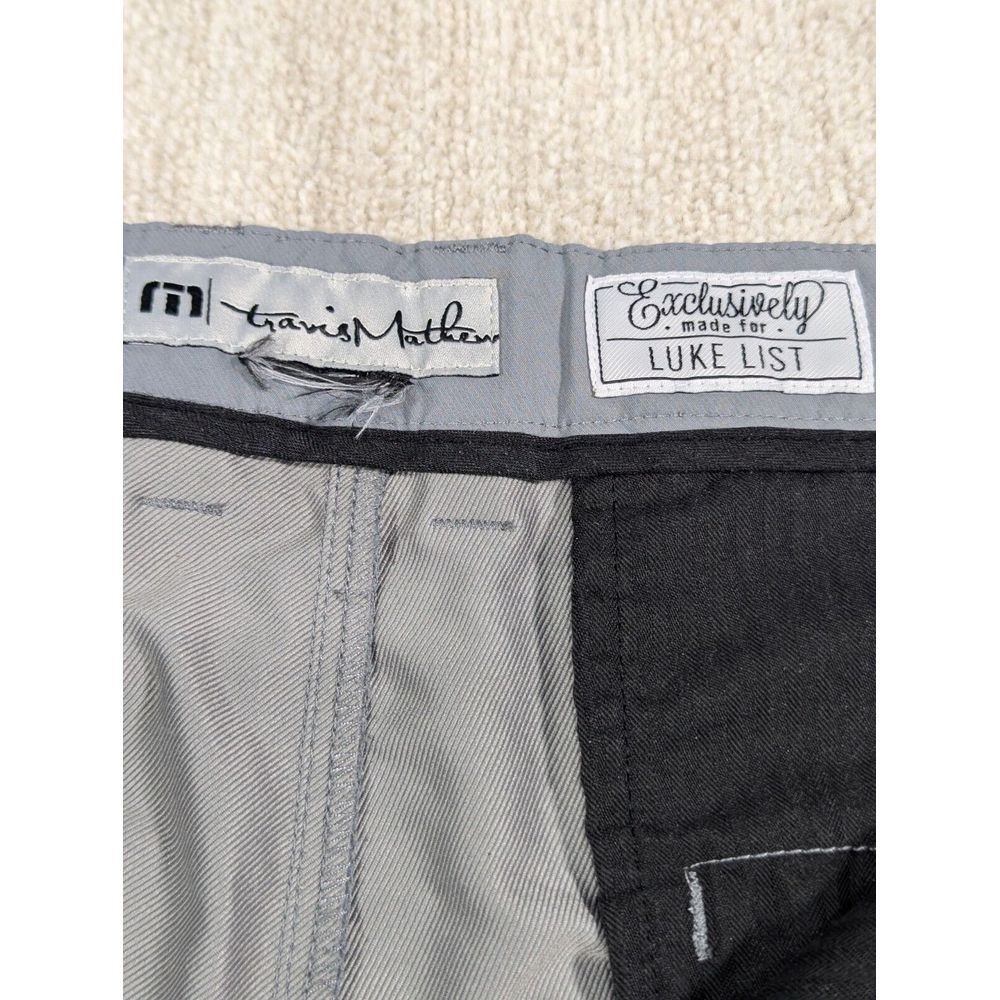 travisMathew
Exclusively
• made for •
LUKE LIST